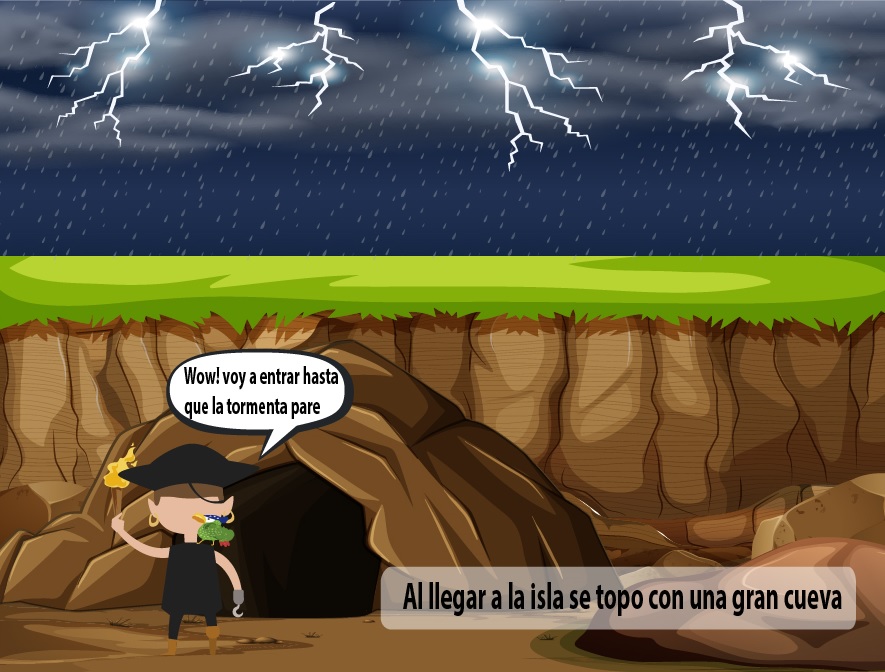 Wow! voy a entrar hasta
que la tormenta pare
Al llegar a la isla se topo con una gran cueva